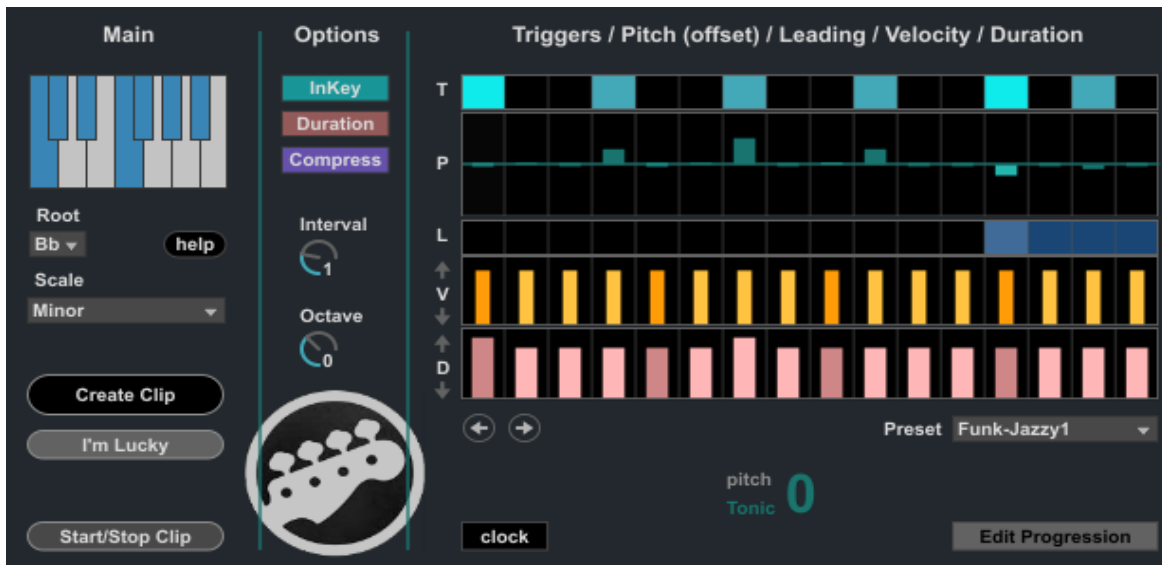 Main
Options
Triggers / Pitch (offset) / Leading / Velocity / Duration
InKey
Duration
Compress
T
P
L
V
D
Root
Bb
help
Scale
Minor
Interval
1
Octave
0
Create Clip
I'm Lucky
Start/Stop Clip
Preset Funk-Jazzy1
pitch
Tonic
0
clock
Edit Progression